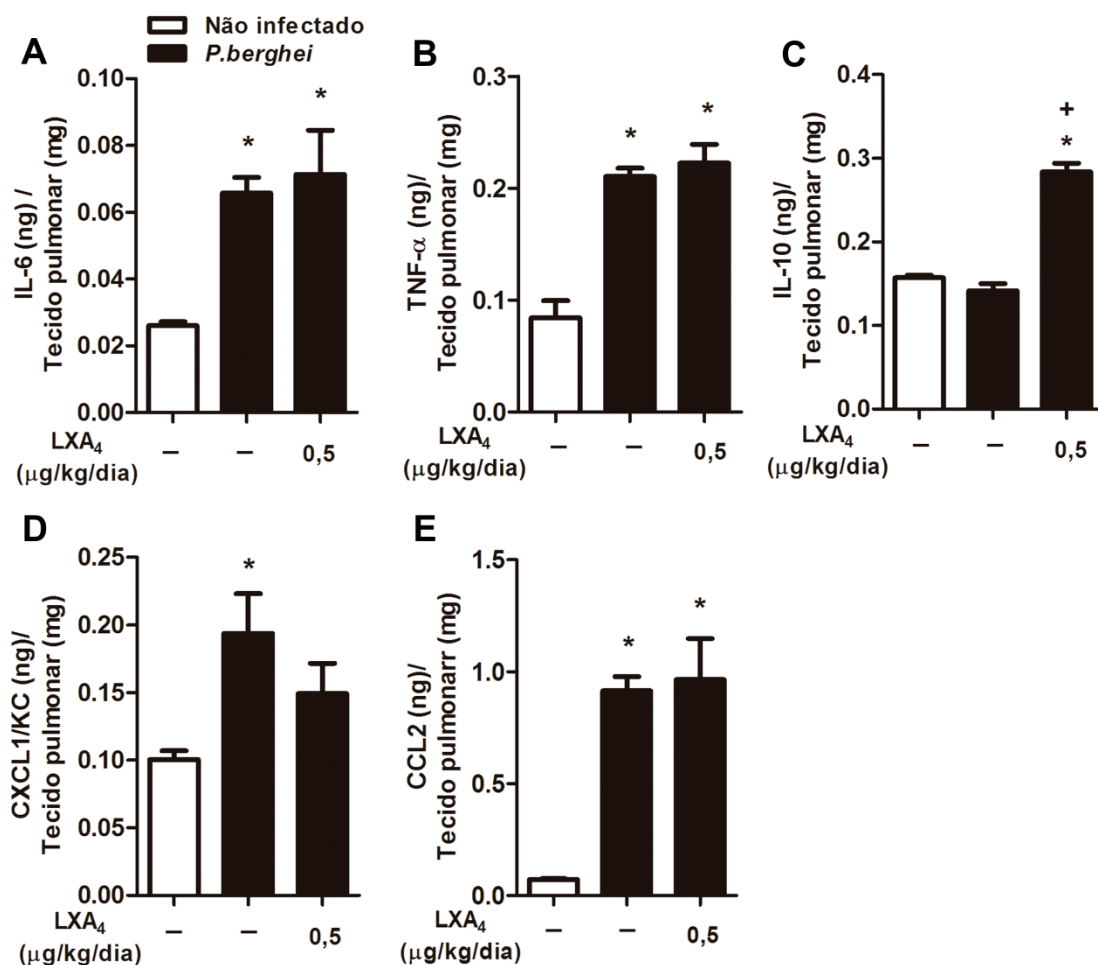 Não infectado
P.berghei
A
IL-6 (ng) /
Tecido pulmonar (mg)
0.10
0.08
0.06
0.04
0.02
0.00
*
*
LXA4
(μg/kg/dia)
–
–
0,5
B
TNF-α (ng)/
Tecido pulmonar (mg)
0.3
0.2
0.1
0.0
*
*
LXA4
(μg/kg/dia)
–
–
0,5
C
IL-10 (ng)/
Tecido pulmonar (mg)
0.4
0.3
0.2
0.1
0.0
+
*
LXA4
(μg/kg/dia)
–
–
0,5
D
CXCL1/KC (ng)/
Tecido pulmonar (mg)
0.25
0.20
0.15
0.10
0.05
0.00
*
LXA4
(μg/kg/dia)
–
–
0,5
E
CCL2 (ng)/
Tecido pulmonarr (mg)
1.5
1.0
0.5
0.0
*
*
LXA4
(μg/kg/dia)
–
–
0,5